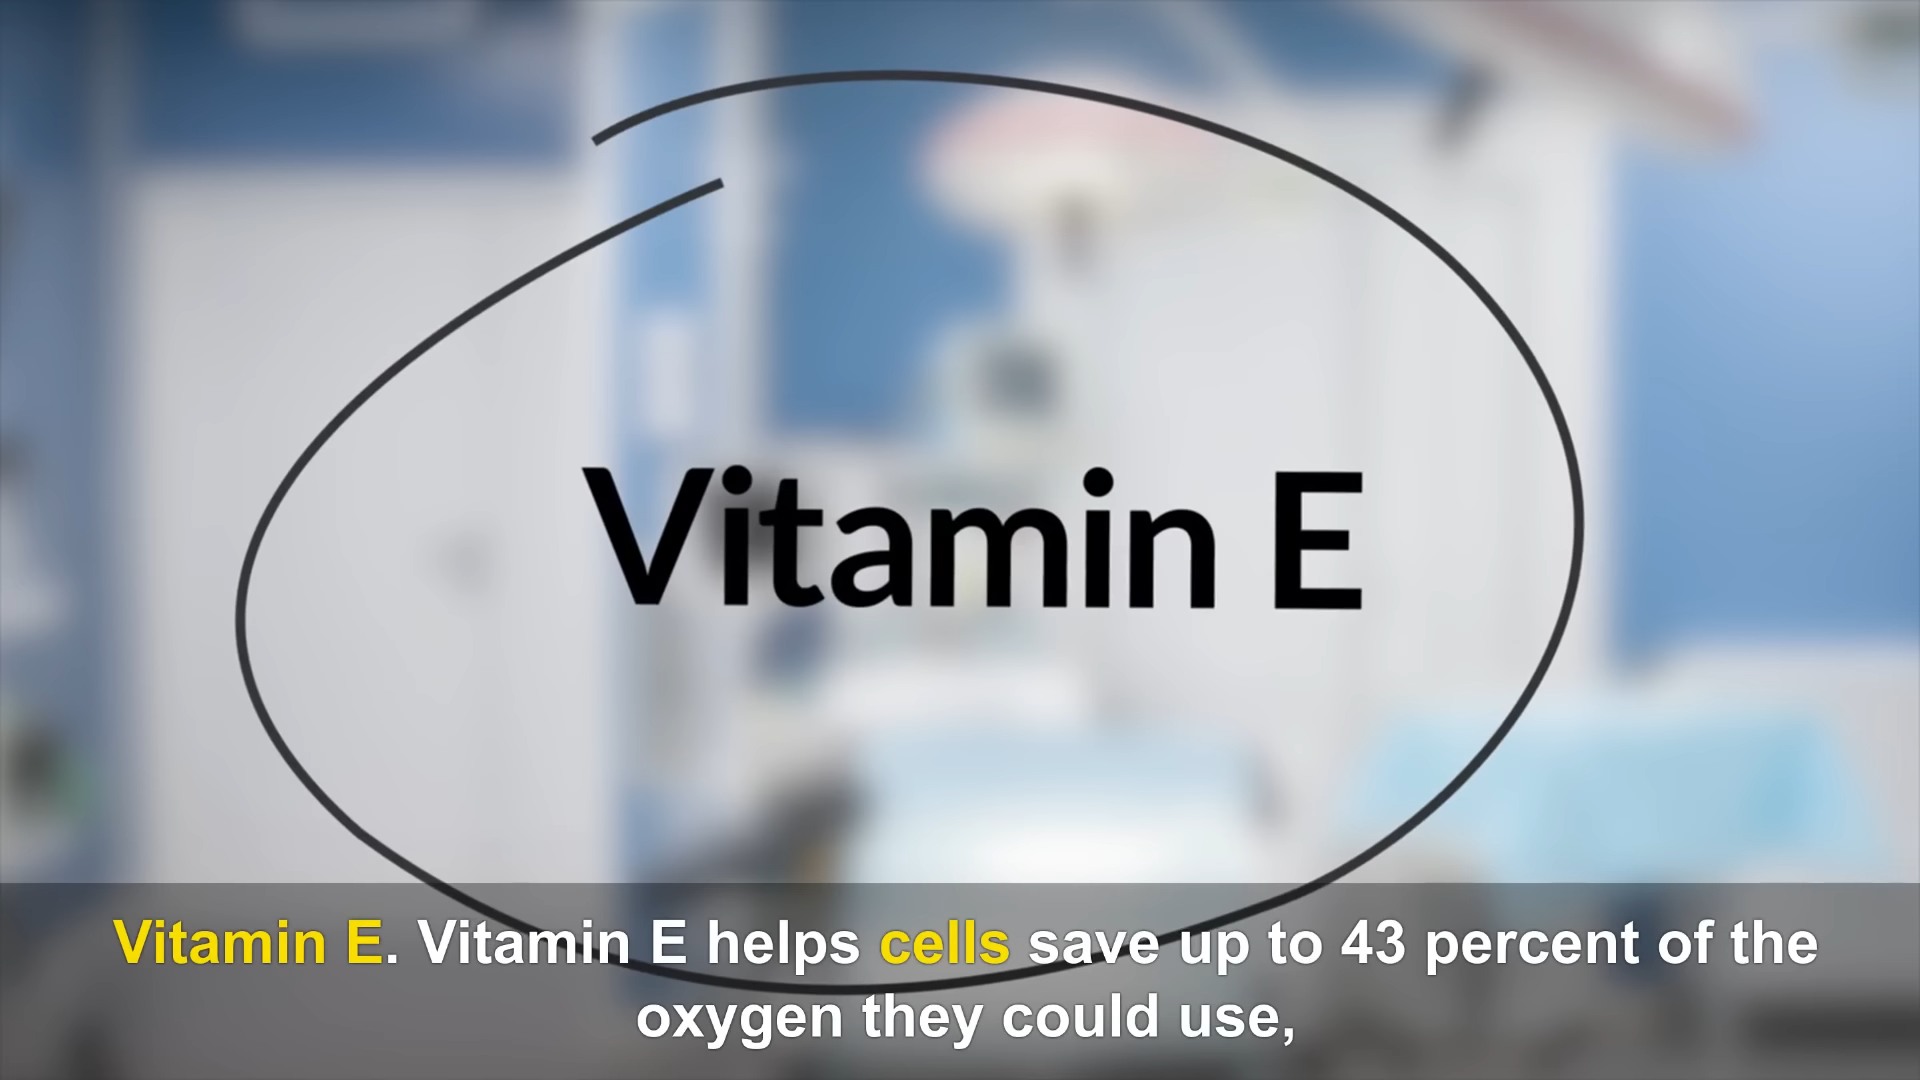 Vitamin E
Vitamin E. Vitamin E helps cells save up to 43 percent of the
oxygen they could use,